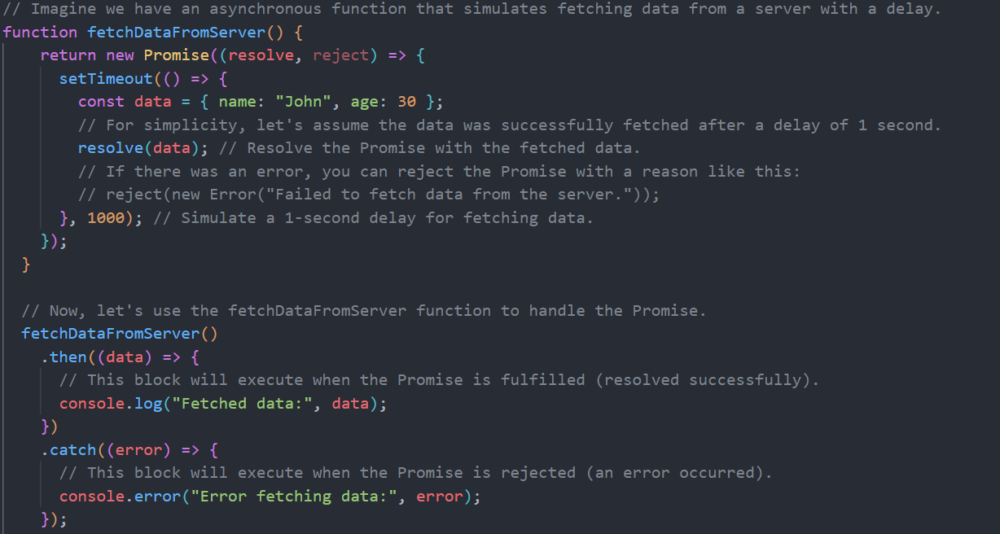 // Imagine we have an asynchronous function that simulates fetching data from a server with a delay.
function fetchDataFromServer() {
    return new Promise((resolve, reject) => {
      setTimeout(() => {
        const data = { name: "John", age: 30 };
        // For simplicity, let's assume the data was successfully fetched after a delay of 1 second.
        resolve(data); // Resolve the Promise with the fetched data.
        // If there was an error, you can reject the Promise with a reason like this:
        // reject(new Error("Failed to fetch data from the server."));
      }, 1000); // Simulate a 1-second delay for fetching data.
    });
  }

  // Now, let's use the fetchDataFromServer function to handle the Promise.
  fetchDataFromServer()
    .then((data) => {
      // This block will execute when the Promise is fulfilled (resolved successfully).
      console.log("Fetched data:", data);
    })
    .catch((error) => {
      // This block will execute when the Promise is rejected (an error occurred).
      console.error("Error fetching data:", error);
    });